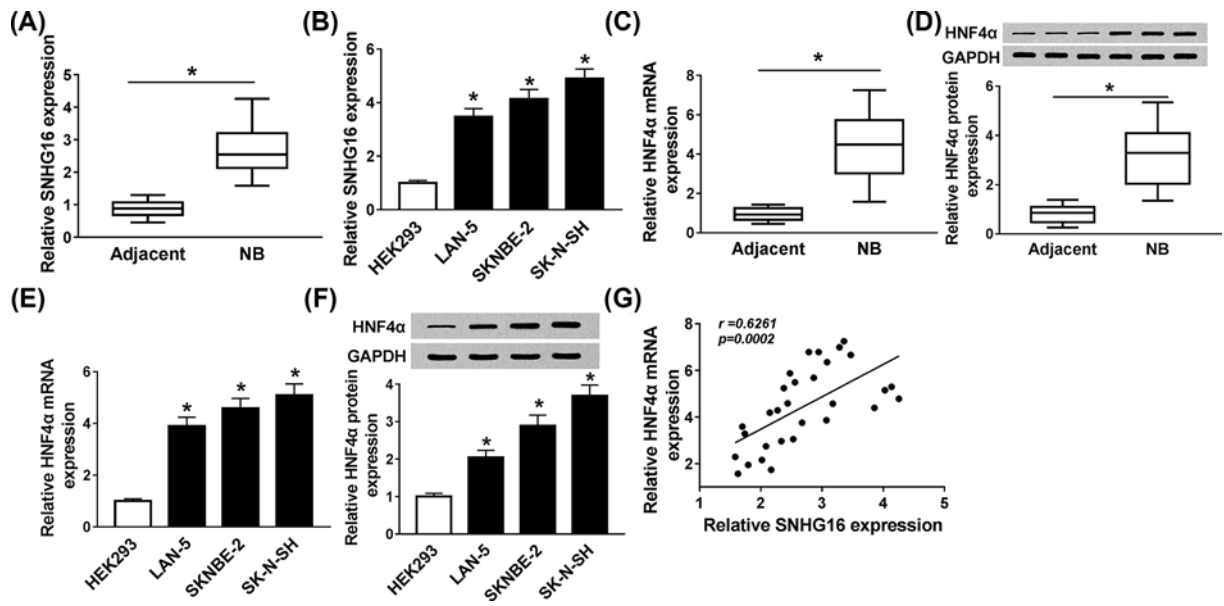 (A)
Relative SNHG16 expression
5
4
3
2
1
0
*
Adjacent
NB
(B)
Relative SNHG16 expression
6
4
2
0
*
*
*
HEK293
LAN-5
SKNBE-2
SK-N-SH
(C)
Relative HNF4α mRNA
expression
8
6
4
2
0
*
Adjacent
NB
(D)
HNF4α
GAPDH
Relative HNF4α protein
expression
6
4
2
0
*
Adjacent
NB
(E)
Relative HNF4α mRNA
expression
6
4
2
0
*
*
*
HEK293
LAN-5
SKNBE-2
SK-N-SH
(F)
HNF4α
GAPDH
Relative HNF4α protein
expression
4
3
2
1
0
*
*
*
HEK293
LAN-5
SKNBE-2
SK-N-SH
(G)
Relative HNF4α mRNA
expression
8
6
4
2
r =0.6261
p=0.0002
1
2
3
4
5
Relative SNHG16 expression